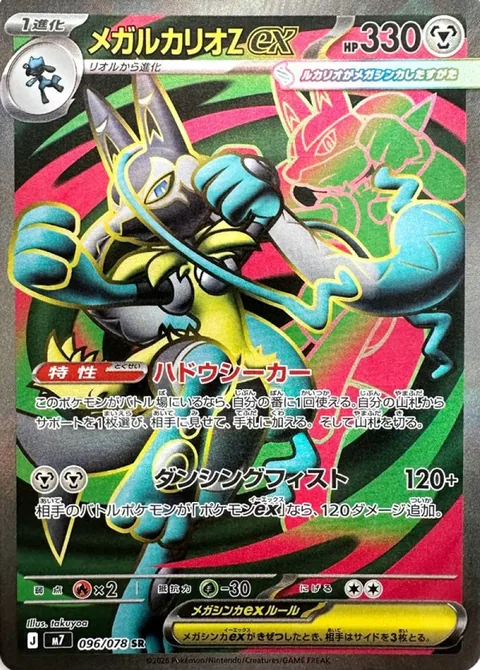 1進化
メガルカリオZex
HP330
リオルから進化
ルカリオがメガシンカしたすがた
特性
とくせい
ハドウシーカー
このポケモンがバトル場にいるなら、自分の番に1回使える。自分の山札から
サポートを1枚選び、相手に見せて、手札に加える。そして山札を切る。
ダンシングフィスト 120+
相手のバトルポケモンが「ポケモンex」なら、120ダメージ追加。
弱点 ×2 抵抗力 -30 にげる
メガシンカexルール
メガシンカexがきぜつしたとき、相手はサイドを3枚とる。
Illus. takuyoa
J M7 096/078 SR
©2026 Pokémon/Nintendo/Creatures/GAME FREAK.